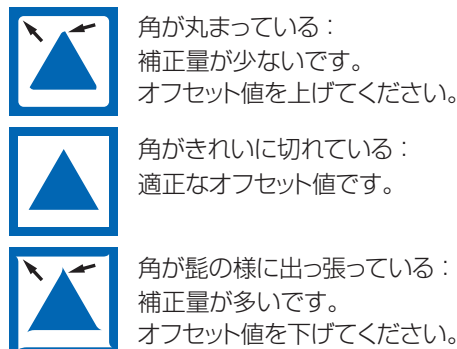 角が丸まっている：
補正量が少ないです。
オフセット値を上げてください。
角がきれいに切れている：
適正なオフセット値です。
角が髭の様に出っ張っている：
補正量が多いです。
オフセット値を下げてください。